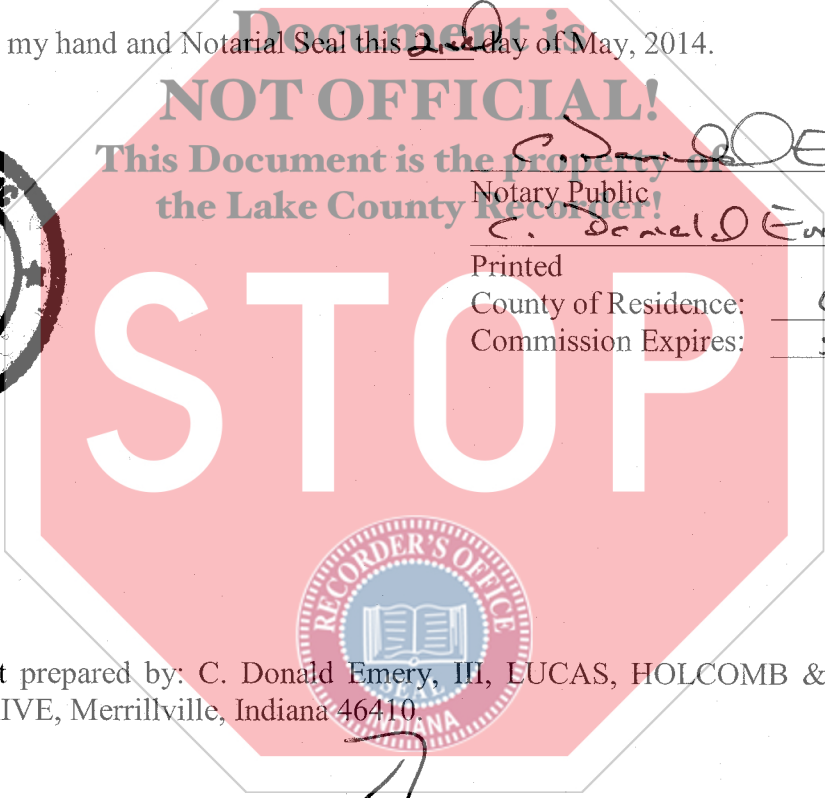 Document is
my hand and Notarial Seal this 2nd day of May, 2014.
NOT OFFICIAL!
This Document is the property of
the Lake County Recorder!
Notary Public
C. Donald
Printed
County of Residence:
Commission Expires:
STOP
RECORDER'S OFFICE
SEAL
INDIANA
t prepared by: C. Donald Emery, III, LUCAS, HOLCOMB &
IVE, Merrillville, Indiana 46410.